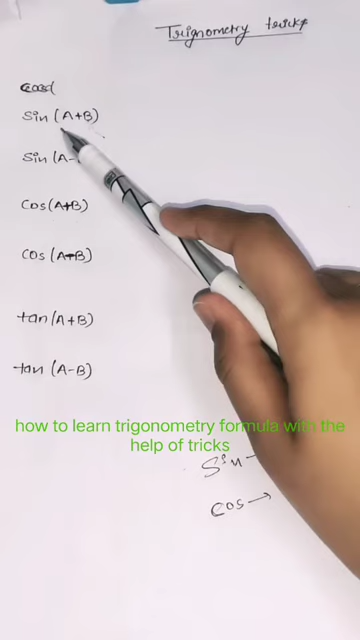 Trignometry tricks
sin (A+B)
sin (A-
cos (A+B)
cos (A-B)
tan (A+B)
tan (A-B)
how to learn trigonometry formula with the
help of tricks
Sin →
Cos →